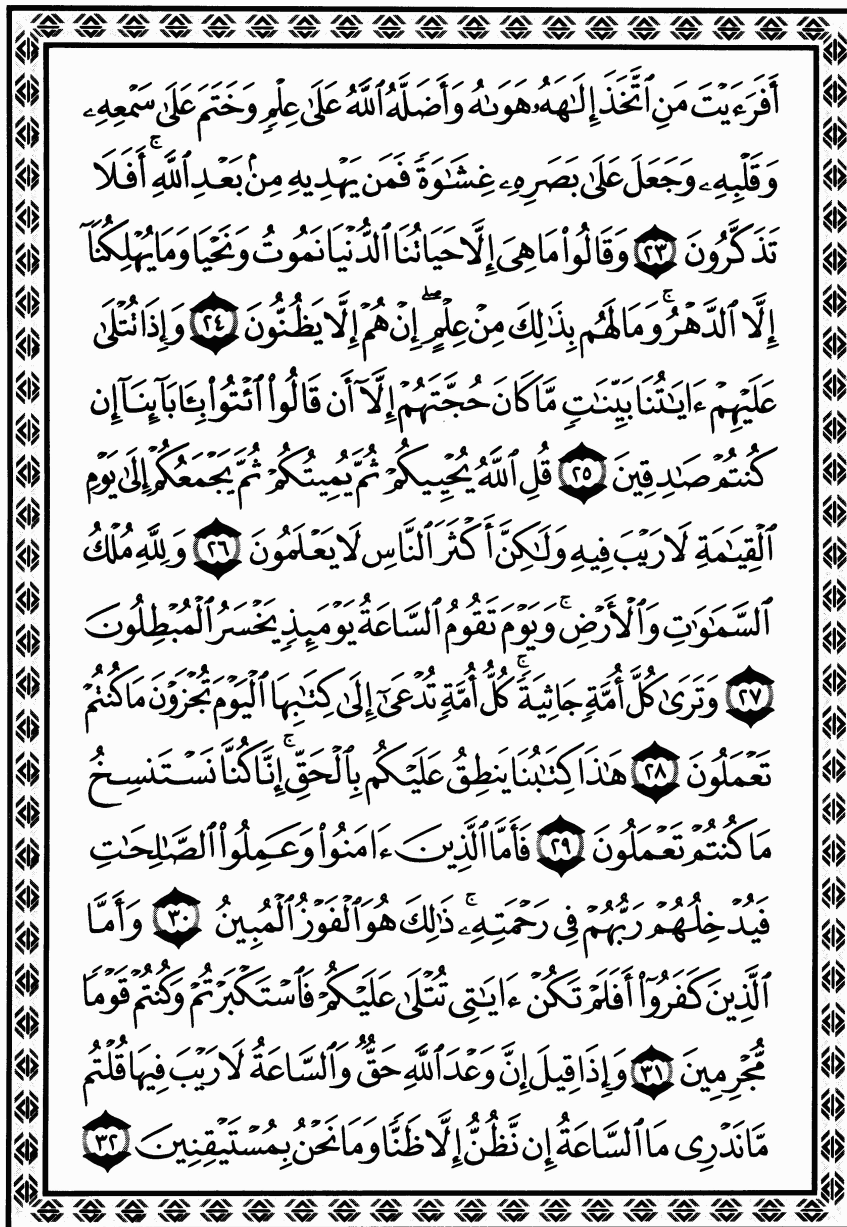 أَفَرَءَيْتَ مَنِ ٱتَّخَذَ إِلَٰهَهُۥ هَوَىٰهُ وَأَضَلَّهُ ٱللَّهُ عَلَىٰ عِلْمٍ وَخَتَمَ عَلَىٰ سَمْعِهِۦ
وَقَلْبِهِۦ وَجَعَلَ عَلَىٰ بَصَرِهِۦ غِشَٰوَةً فَمَن يَهْدِيهِ مِنۢ بَعْدِ ٱللَّهِ ۚ أَفَلَا
تَذَكَّرُونَ ٢٣ وَقَالُوا۟ مَا هِىَ إِلَّا حَيَاتُنَا ٱلدُّنْيَا نَمُوتُ وَنَحْيَا وَمَا يُهْلِكُنَآ
إِلَّا ٱلدَّهْرُ ۚ وَمَا لَهُم بِذَٰلِكَ مِنْ عِلْمٍ ۖ إِنْ هُمْ إِلَّا يَظُنُّونَ ٢٤ وَإِذَا تُتْلَىٰ
عَلَيْهِمْ ءَايَٰتُنَا بَيِّنَٰتٍ مَّا كَانَ حُجَّتَهُمْ إِلَّآ أَن قَالُوا۟ ٱئْتُوا۟ بِـَٔابَآئِنَآ إِن
كُنتُمْ صَٰدِقِينَ ٢٥ قُلِ ٱللَّهُ يُحْيِيكُمْ ثُمَّ يُمِيتُكُمْ ثُمَّ يَجْمَعُكُمْ إِلَىٰ يَوْمِ
ٱلْقِيَٰمَةِ لَا رَيْبَ فِيهِ وَلَٰكِنَّ أَكْثَرَ ٱلنَّاسِ لَا يَعْلَمُونَ ٢٦ وَلِلَّهِ مُلْكُ
ٱلسَّمَٰوَٰتِ وَٱلْأَرْضِ ۚ وَيَوْمَ تَقُومُ ٱلسَّاعَةُ يَوْمَئِذٍ يَخْسَرُ ٱلْمُبْطِلُونَ
٢٧ وَتَرَىٰ كُلَّ أُمَّةٍ جَاثِيَةً ۚ كُلُّ أُمَّةٍ تُدْعَىٰٓ إِلَىٰ كِتَٰبِهَا ٱلْيَوْمَ تُجْزَوْنَ مَا كُنتُمْ
تَعْمَلُونَ ٢٨ هَٰذَا كِتَٰبُنَا يَنطِقُ عَلَيْكُم بِٱلْحَقِّ ۚ إِنَّا كُنَّا نَسْتَنسِخُ
مَا كُنتُمْ تَعْمَلُونَ ٢٩ فَأَمَّا ٱلَّذِينَ ءَامَنُوا۟ وَعَمِلُوا۟ ٱلصَّٰلِحَٰتِ
فَيُدْخِلُهُمْ رَبُّهُمْ فِى رَحْمَتِهِۦ ۚ ذَٰلِكَ هُوَ ٱلْفَوْزُ ٱلْمُبِينُ ٣٠ وَأَمَّا
ٱلَّذِينَ كَفَرُوٓا۟ أَفَلَمْ تَكُنْ ءَايَٰتِى تُتْلَىٰ عَلَيْكُمْ فَٱسْتَكْبَرْتُمْ وَكُنتُمْ قَوْمًا
مُّجْرِمِينَ ٣١ وَإِذَا قِيلَ إِنَّ وَعْدَ ٱللَّهِ حَقٌّ وَٱلسَّاعَةُ لَا رَيْبَ فِيهَا قُلْتُم
مَّا نَدْرِى مَا ٱلسَّاعَةُ إِن نَّظُنُّ إِلَّا ظَنًّا وَمَا نَحْنُ بِمُسْتَيْقِنِينَ ٣٢